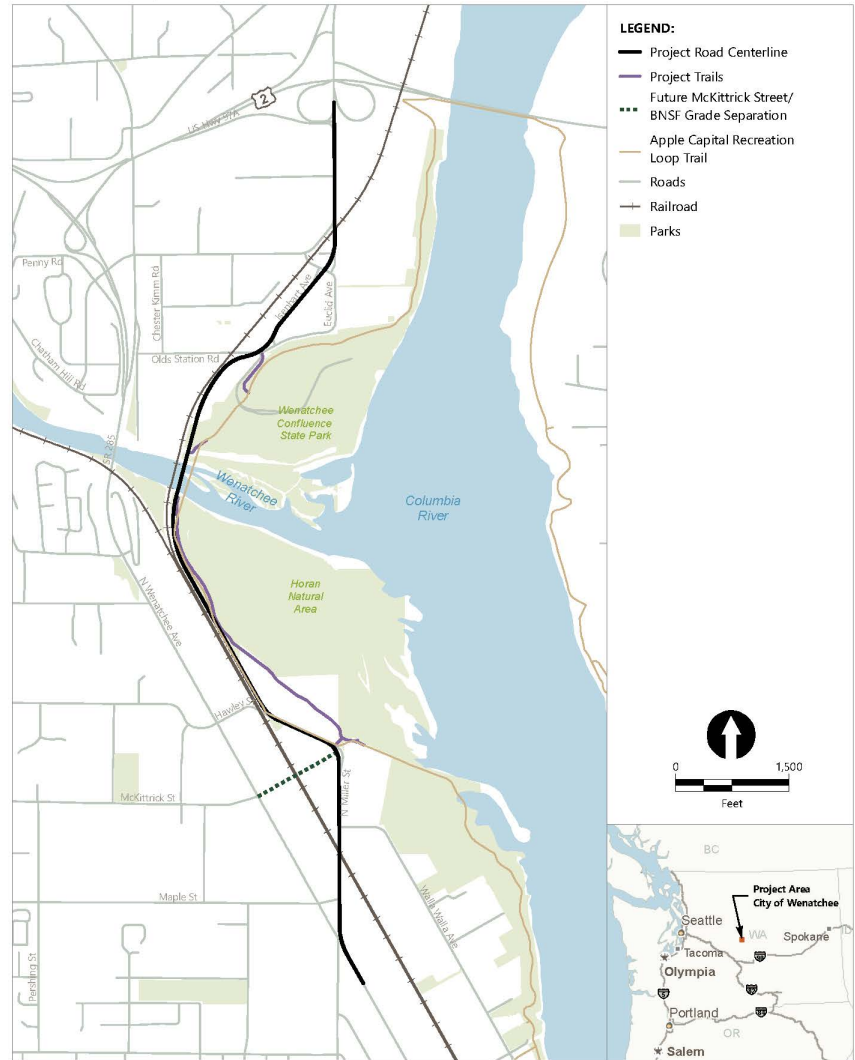 LEGEND:
Project Road Centerline
Project Trails
Future McKittrick Street/
BNSF Grade Separation
Apple Capital Recreation
Loop Trail
Roads
Railroad
Parks
2
US Hwy 97A
Penny Rd
Chester Kimm Rd
Isenhart Ave
Euclid Ave
Chatham Hill Rd
Olds Station Rd
SR 285
Wenatchee
Confluence
State Park
Wenatchee
River
Columbia
River
Horan
Natural
Area
N Wenatchee Ave
Hawley S
N Miller St
McKittrick St
Maple St
Walla Walla Ave
Pershing St
0
1,500
Feet
BC
Project Area
City of Wenatchee
Seattle
WA
Spokane
ID
Tacoma
Olympia
Portland
OR
Salem